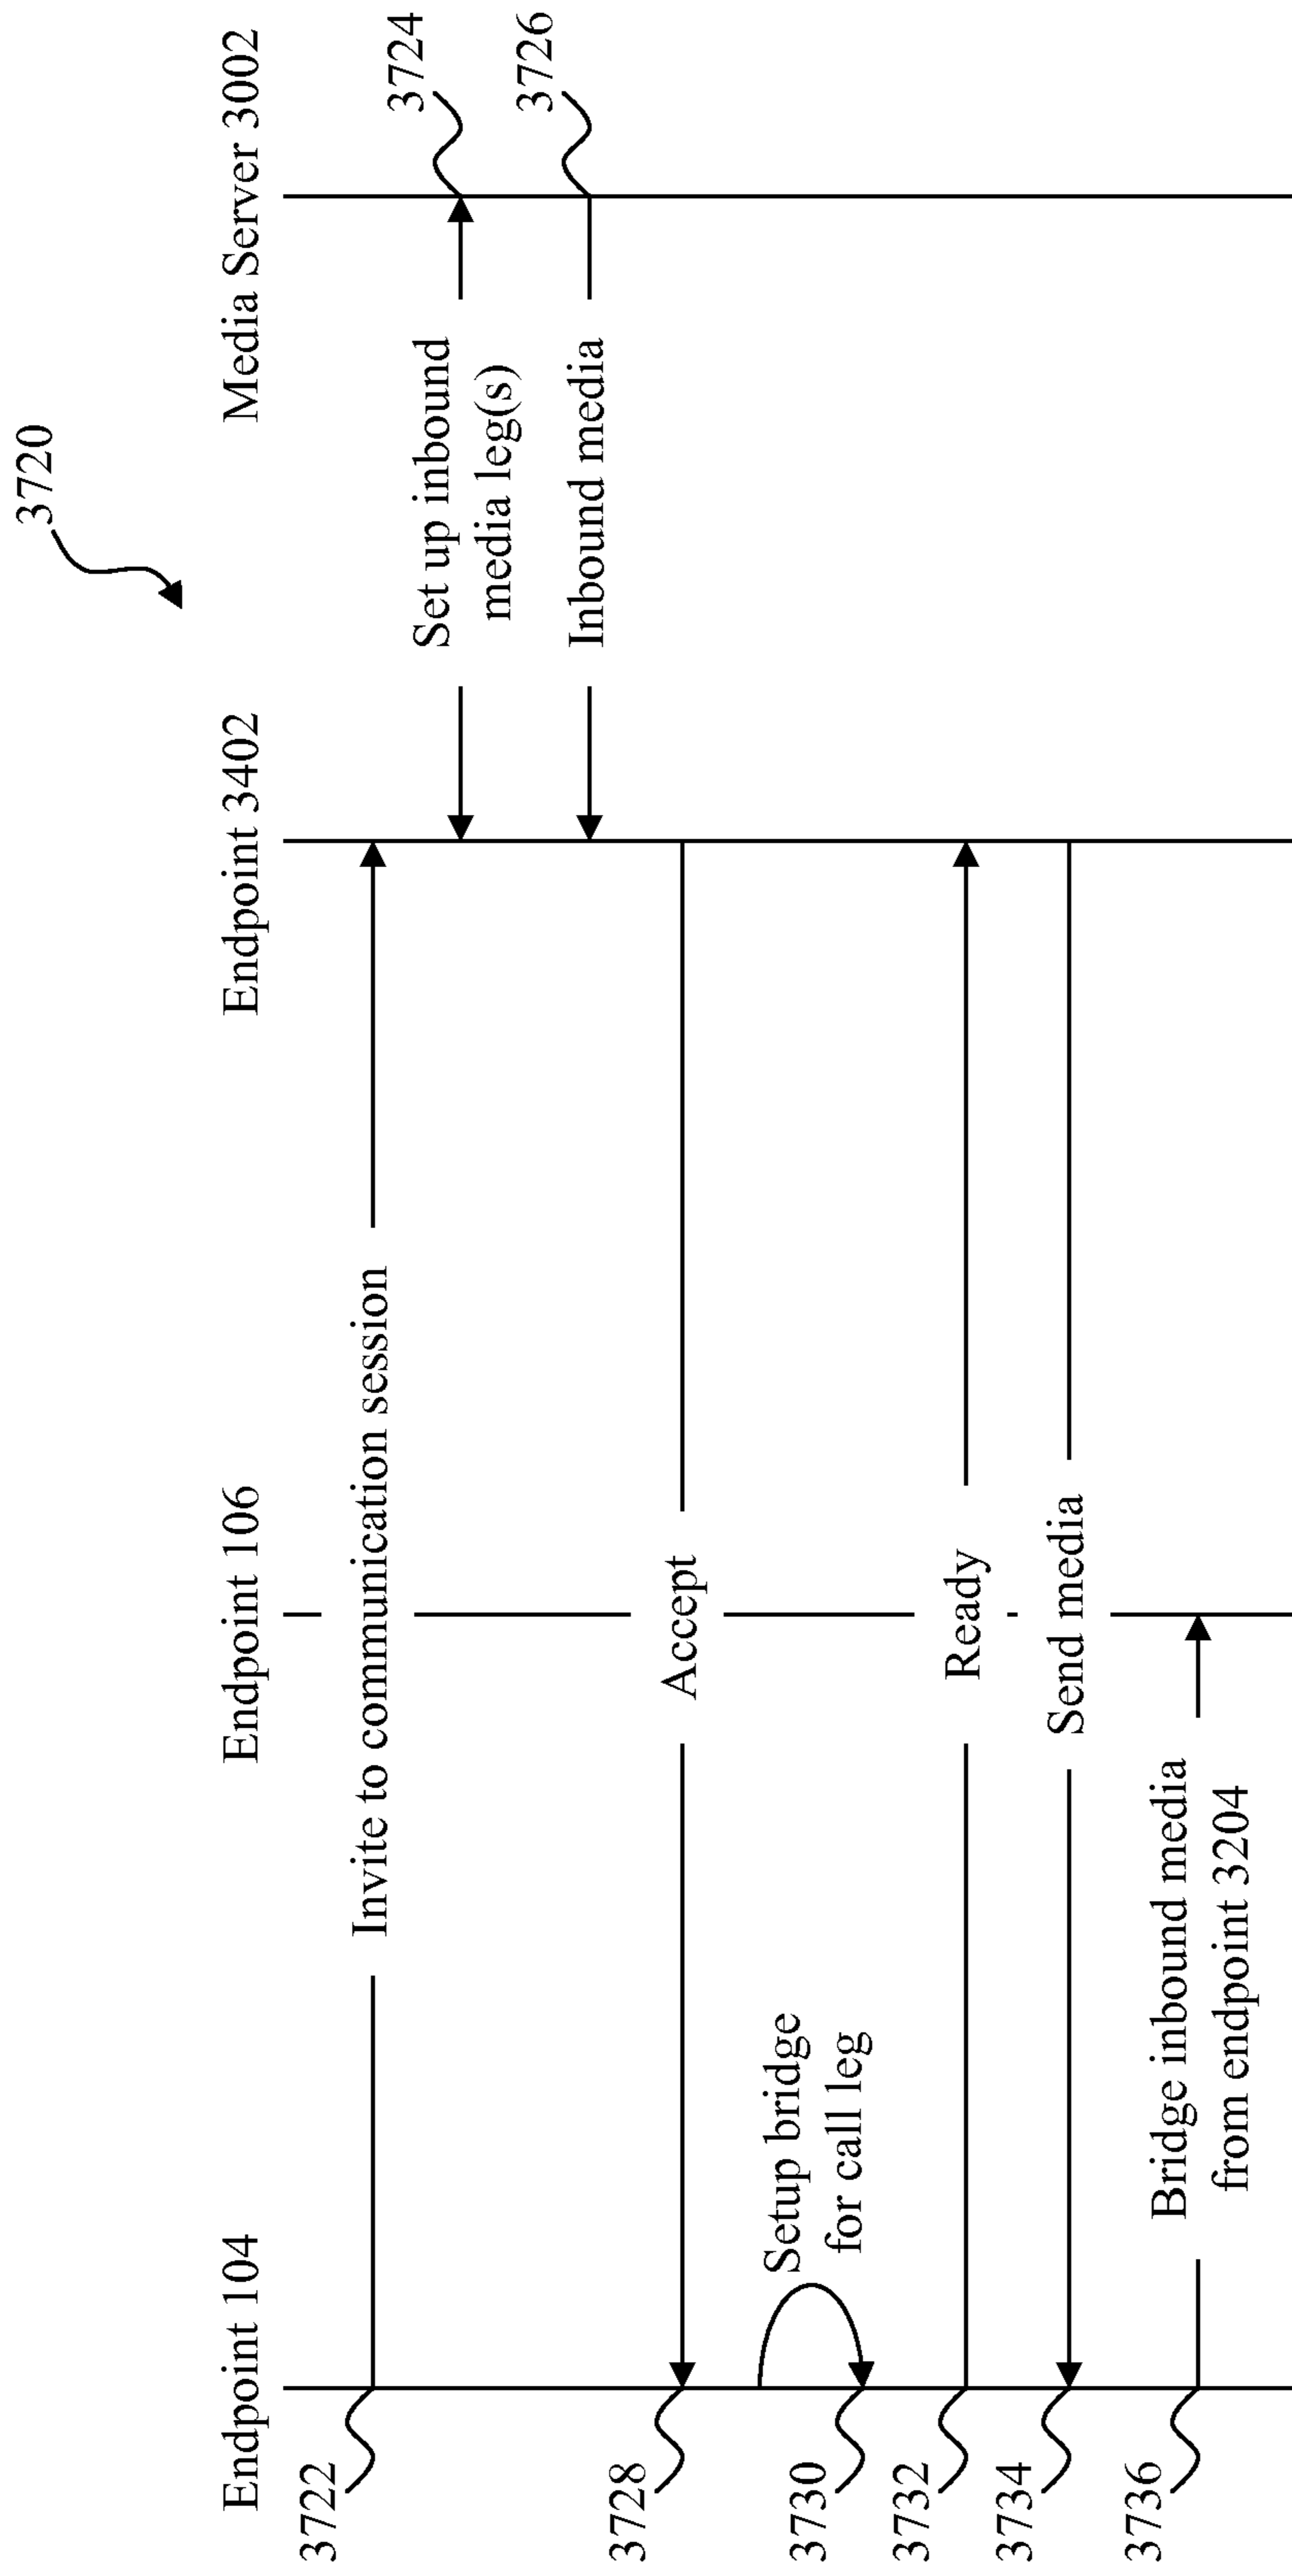 3720
Endpoint 104
Endpoint 106
Endpoint 3402
Media Server 3002
3722
Invite to communication session
Set up inbound
media leg(s)
3724
Inbound media
3726
3728
Accept
Setup bridge
for call leg
3730
3732
Ready
3734
Send media
3736
Bridge inbound media
from endpoint 3204